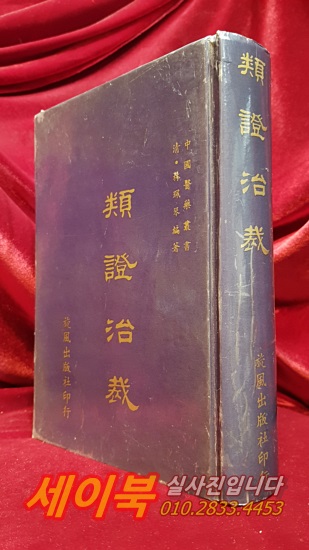 中國醫藥叢書
清·林珮琴編著
類證治裁
旋風出版社印行
類證治裁
旋風出版社印行
세이북 실사진입니다
010.2833.4453